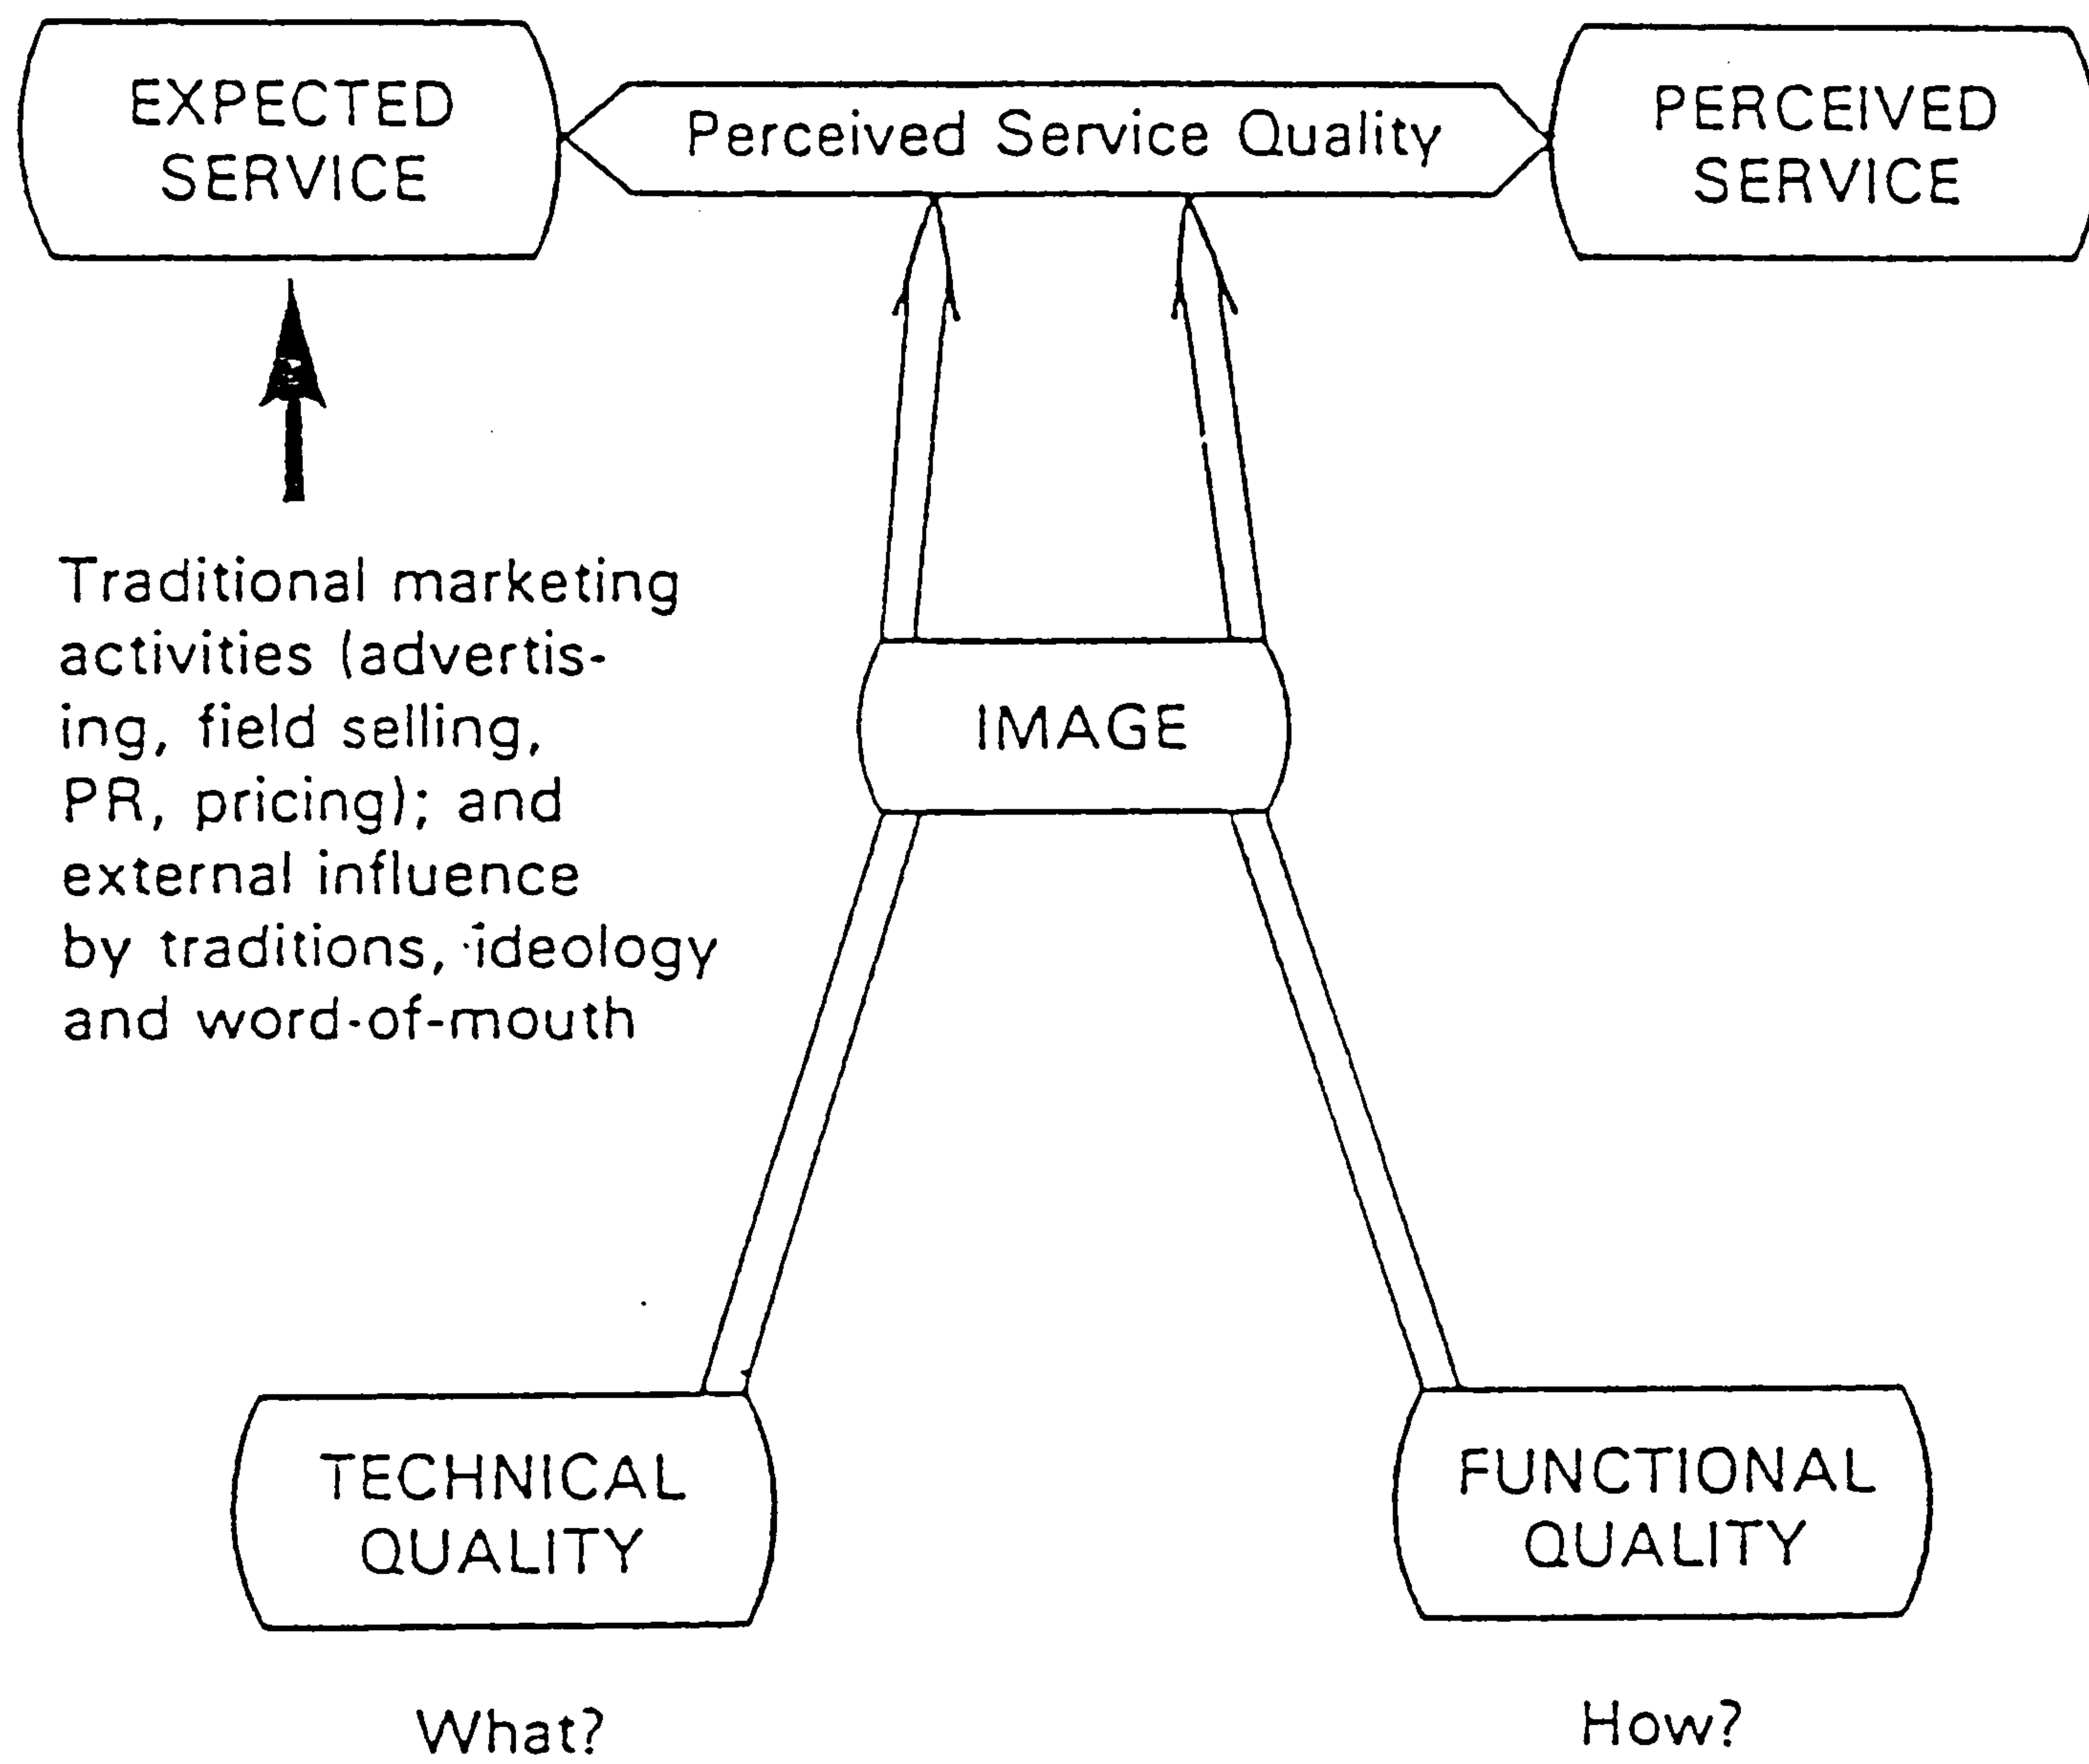 EXPECTED
SERVICE
Perceived Service Quality
PERCEIVED
SERVICE
Traditional marketing
activities (advertis-
ing, field selling,
PR, pricing); and
external influence
by traditions, ideology
and word-of-mouth
IMAGE
TECHNICAL
QUALITY
FUNCTIONAL
QUALITY
What?
How?